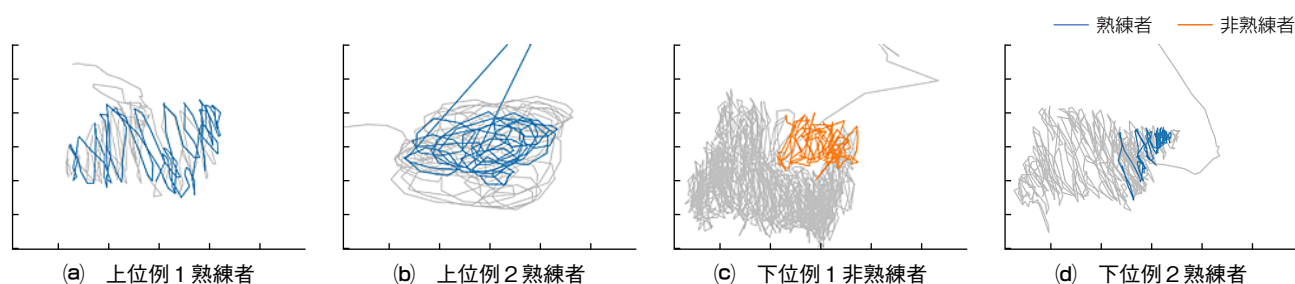 熟練者 非熟練者
(a) 上位例1熟練者
(b) 上位例2熟練者
(c) 下位例1非熟練者
(d) 下位例2熟練者